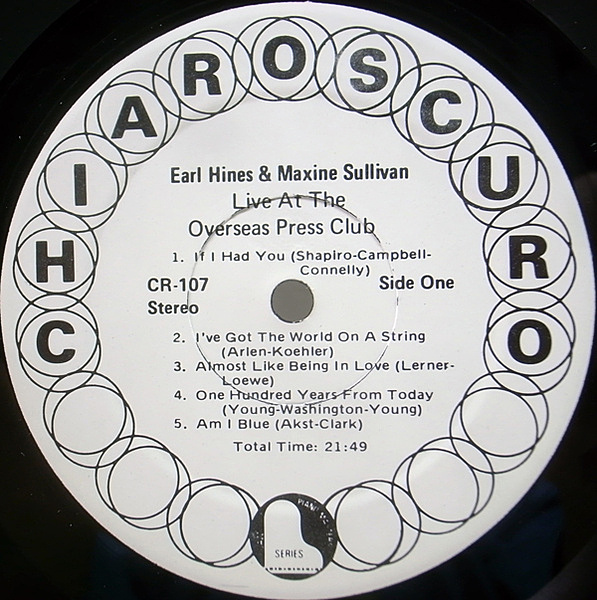 CHIAROSCURO
Earl Hines & Maxine Sullivan
Live At The
Overseas Press Club
1. If I Had You (Shapiro-Campbell-
Connelly)
CR-107
Side One
Stereo
2. I've Got The World On A String
(Arlen-Koehler)
3. Almost Like Being In Love (Lerner-
Loewe)
4. One Hundred Years From Today
(Young-Washington-Young)
5. Am I Blue (Akst-Clark)
Total Time: 21:49
SERIES